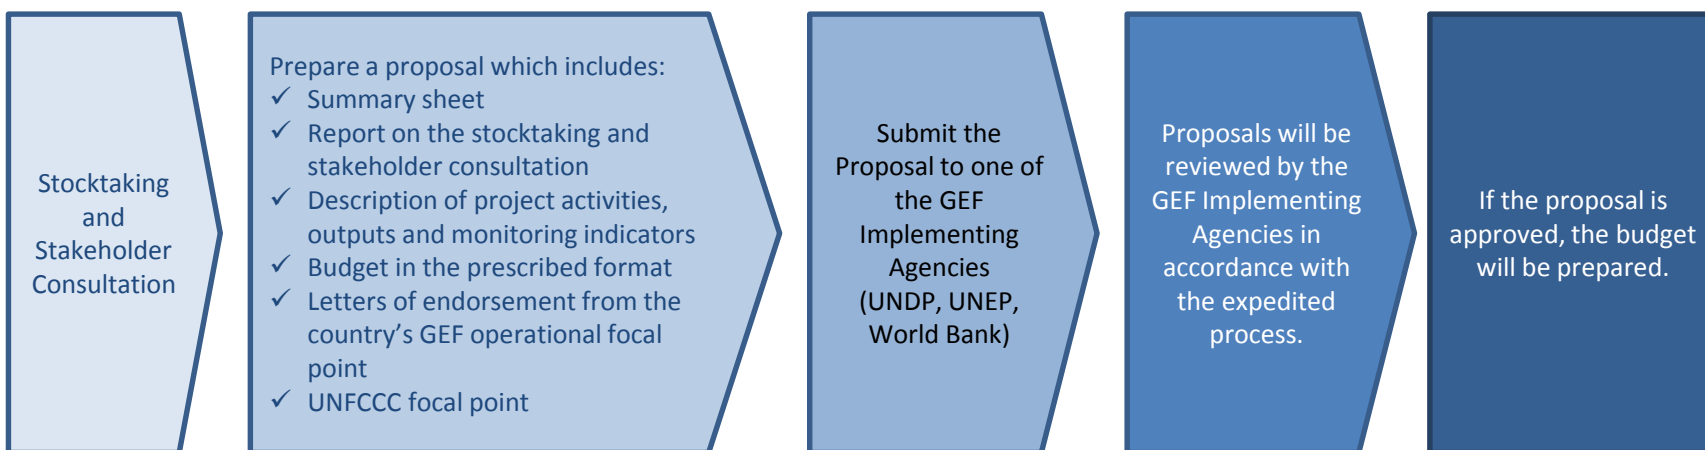 Stocktaking
and
Stakeholder
Consultation
Prepare a proposal which includes:
✓ Summary sheet
✓ Report on the stocktaking and
stakeholder consultation
✓ Description of project activities,
outputs and monitoring indicators
✓ Budget in the prescribed format
✓ Letters of endorsement from the
country’s GEF operational focal
point
✓ UNFCCC focal point
Submit the
Proposal to one of
the GEF
Implementing
Agencies
(UNDP, UNEP,
World Bank)
Proposals will be
reviewed by the
GEF Implementing
Agencies in
accordance with
the expedited
process.
If the proposal is
approved, the budget
will be prepared.